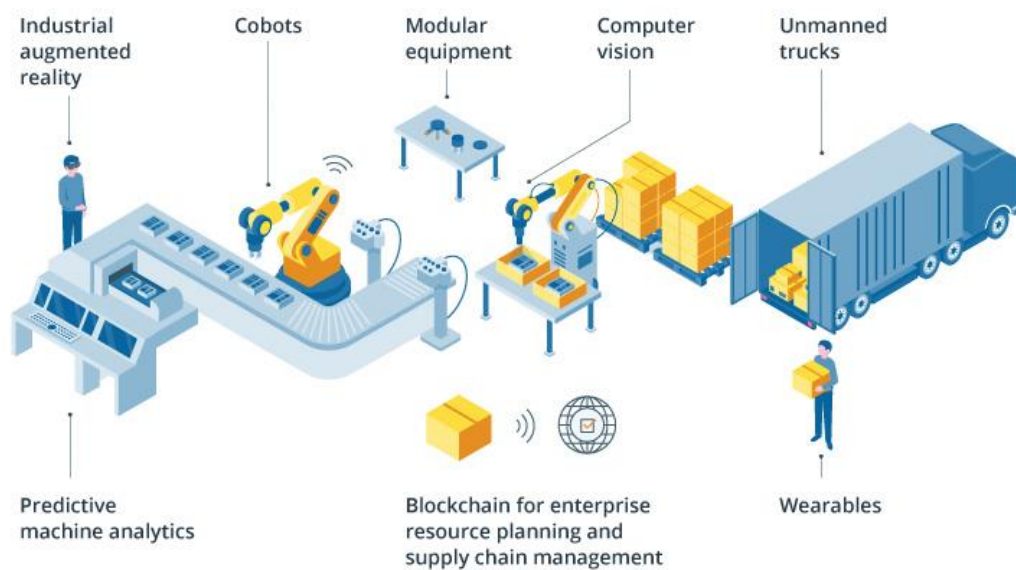 Industrial
augmented
reality
Cobots
Modular
equipment
Computer
vision
Unmanned
trucks
Predictive
machine analytics
Blockchain for enterprise
resource planning and
supply chain management
Wearables